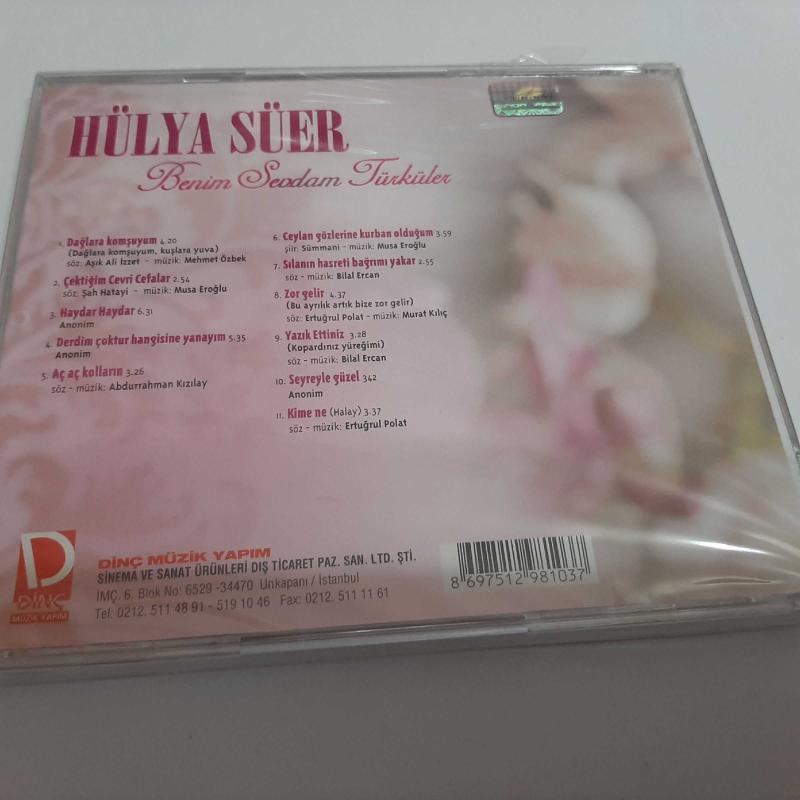 HÜLYA SÜER
Benim Sevdam Türküler
1. Dağlara komşuyum 4.20
(Dağlara komşuyum, kuşlara yuva)
söz: Aşık Ali İzzet - müzik: Mehmet Özbek
2. Çektiğim Cevri Cefalar 2.54
söz: Şah Hatayi - müzik: Musa Eroğlu
3. Haydar Haydar 6.31
Anonim
4. Derdim çoktur hangisine yanayım 5.35
Anonim
5. Aç aç kolların 3.26
söz - müzik: Abdurrahman Kızılay
6. Ceylan gözlerine kurban olduğum 3.59
şiir: Sümmani - müzik: Musa Eroğlu
7. Sılanın hasreti bağrımı yakar 2.55
söz - müzik: Bilal Ercan
8. Zor gelir 4.37
(Bu ayrılık artık bize zor gelir)
söz: Ertuğrul Polat - müzik: Murat Kılıç
9. Yazık Ettiniz 3.28
(Kopardınız yüreğimi)
söz - müzik: Bilal Ercan
10. Seyreyle güzel 342
Anonim
11. Kime ne (Halay) 3.37
söz - müzik: Ertuğrul Polat
D
DİNÇ
MÜZİK YAPIM
DİNÇ MÜZİK YAPIM
SİNEMA VE SANAT ÜRÜNLERİ DIŞ TİCARET PAZ. SAN. LTD. ŞTİ.
İMÇ. 6. Blok No: 6529 -34470 Unkapanı / İstanbul
Tel: 0212. 511 48 91 - 519 10 46 Fax: 0212. 511 11 61
8 697512 981037